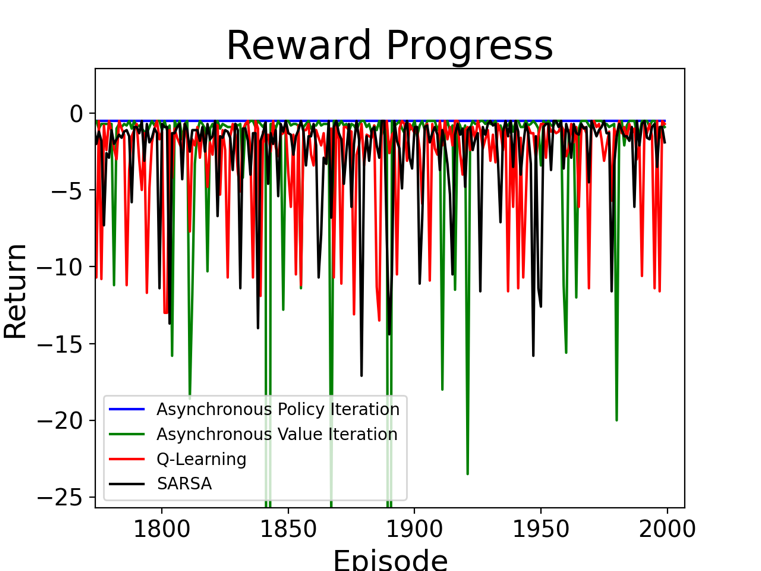 Reward Progress
Return
0
−5
−10
−15
−20
−25
Asynchronous Policy Iteration
Asynchronous Value Iteration
Q-Learning
SARSA
1800 1850 1900 1950 2000
Episode